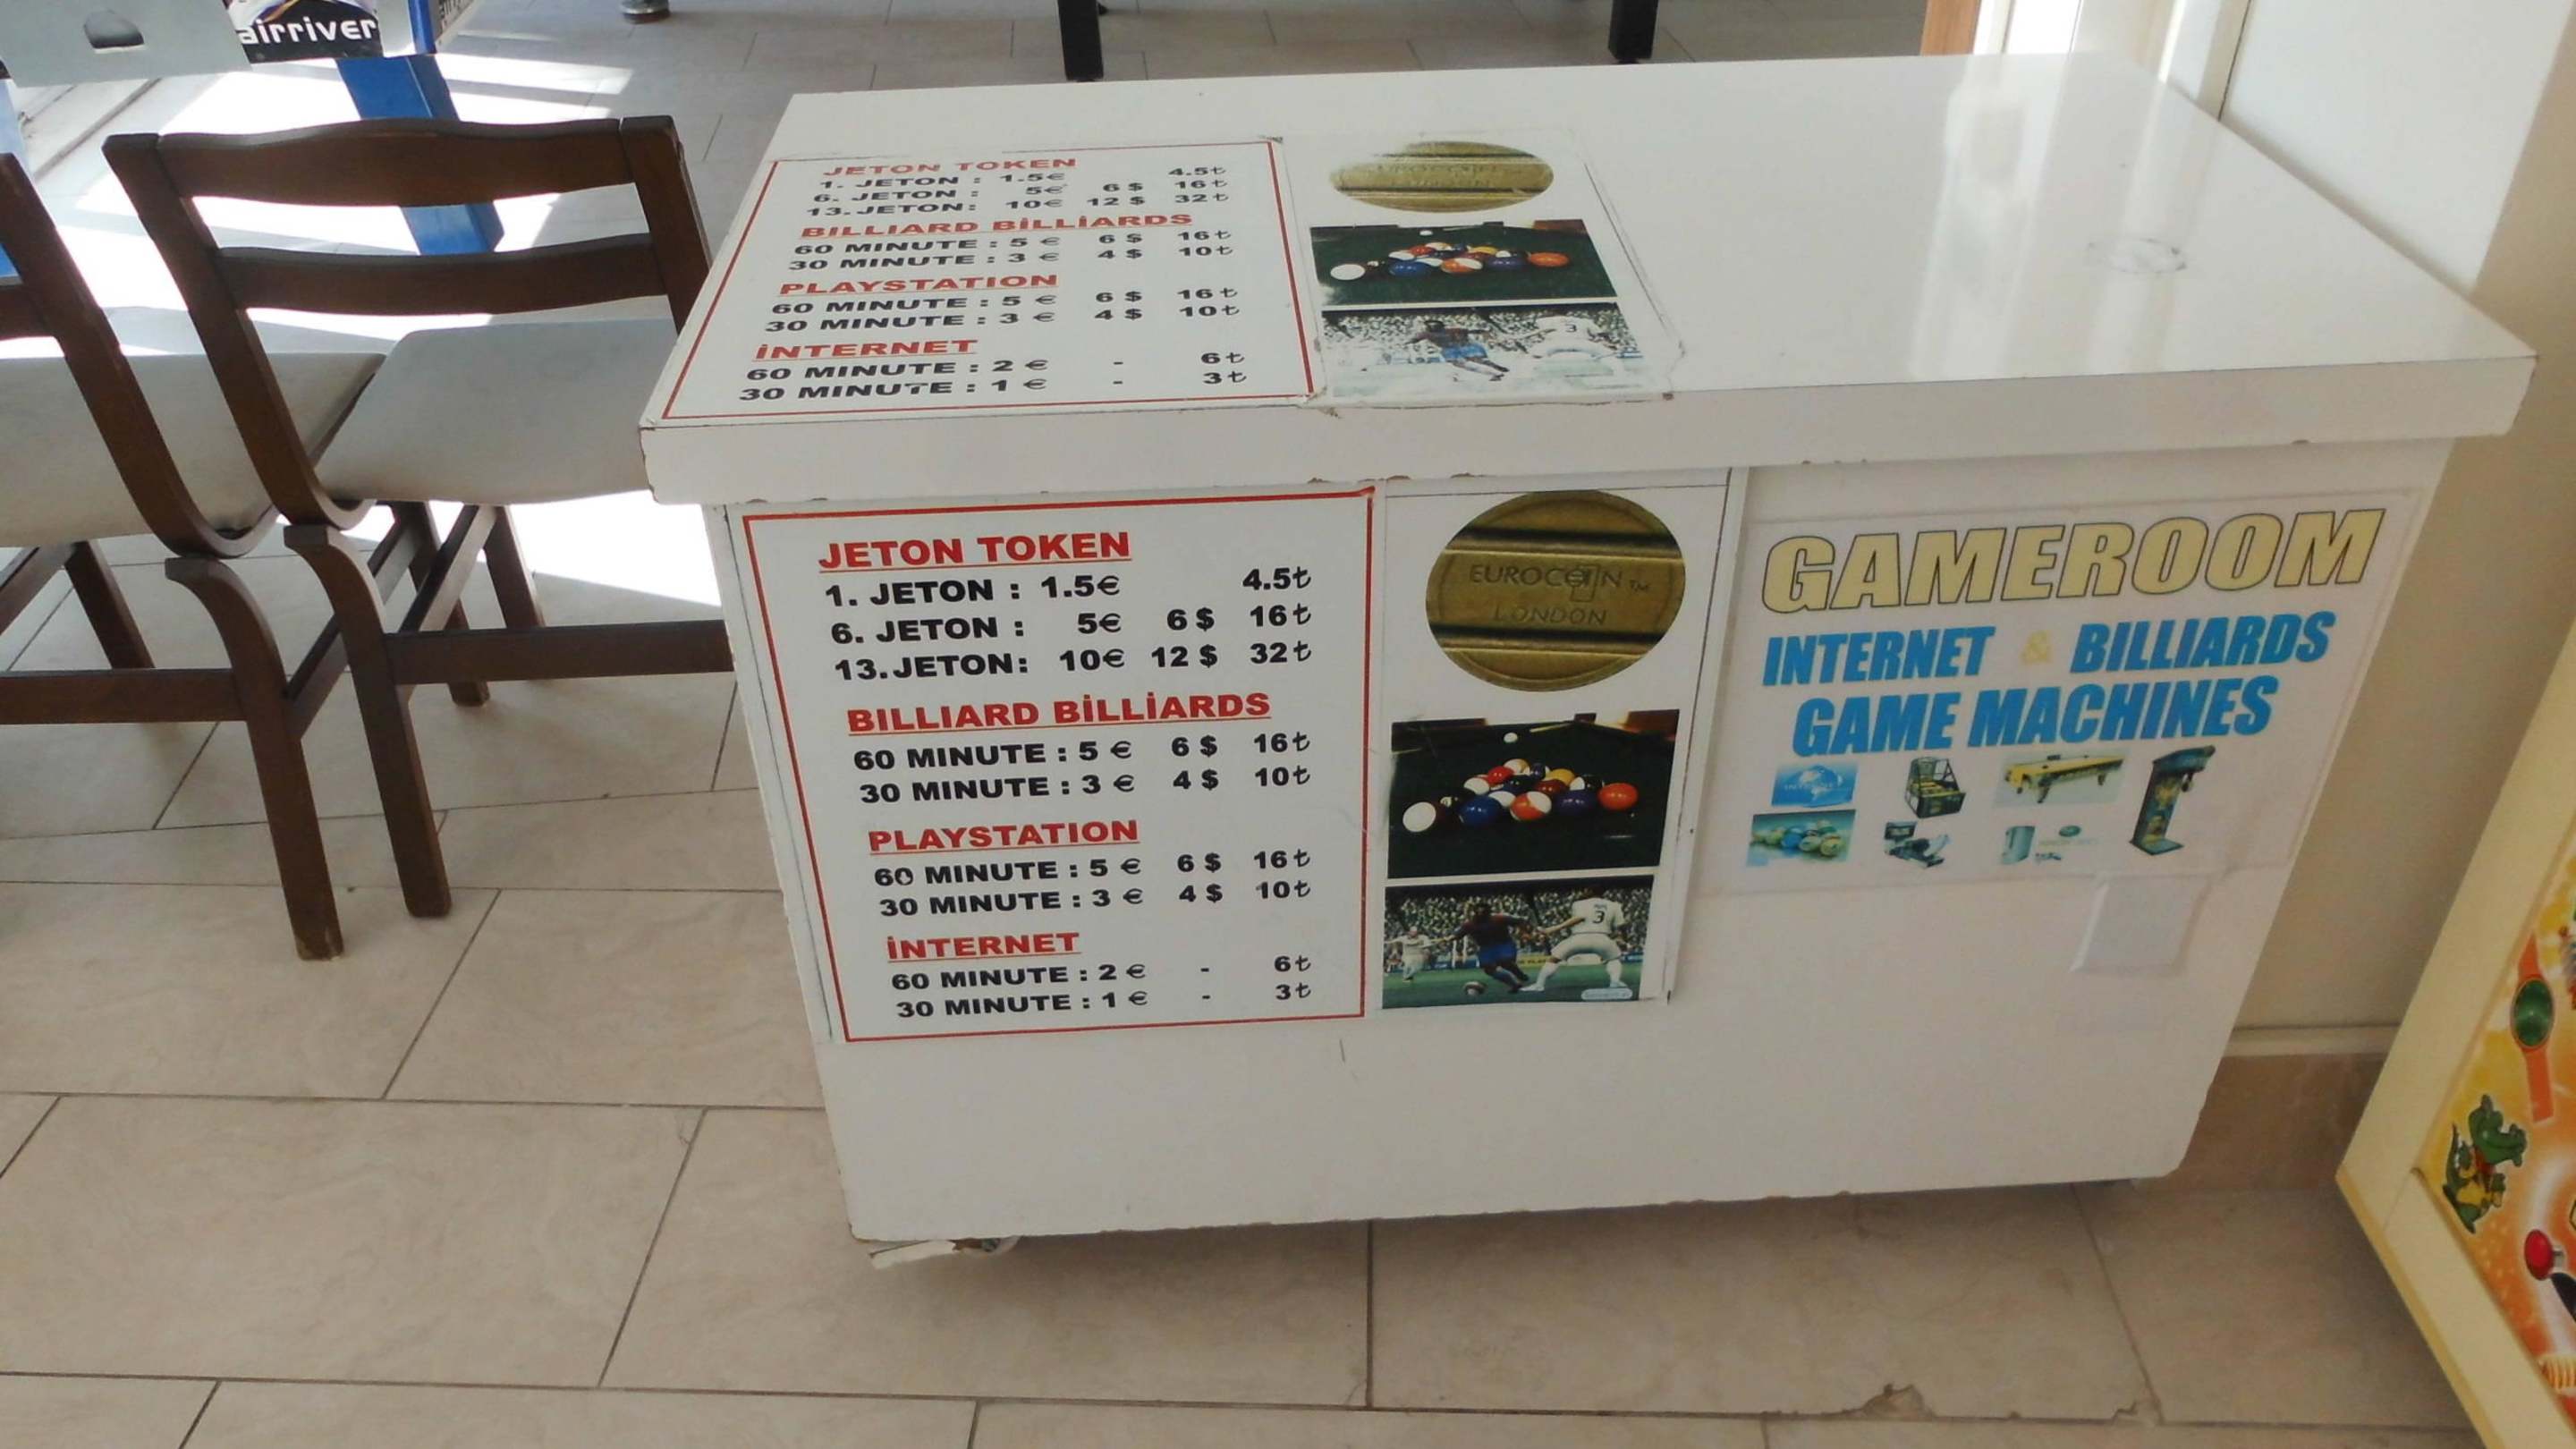 airriver
JETON TOKEN
1. JETON : 1.5€ 4.5₺
6. JETON : 5€ 6 $ 16₺
13. JETON: 10€ 12 $ 32₺
BILLIARD BİLLİARDS
60 MINUTE : 5 € 6 $ 16₺
30 MINUTE : 3 € 4 $ 10₺
PLAYSTATION
60 MINUTE : 5 € 6 $ 16₺
30 MINUTE : 3 € 4 $ 10₺
İNTERNET
60 MINUTE : 2 € - 6₺
30 MINUTE : 1 € - 3₺
3
JETON TOKEN
1. JETON : 1.5€ 4.5₺
6. JETON : 5€ 6 $ 16₺
13. JETON: 10€ 12 $ 32₺
BILLIARD BİLLİARDS
60 MINUTE : 5 € 6 $ 16₺
30 MINUTE : 3 € 4 $ 10₺
PLAYSTATION
60 MINUTE : 5 € 6 $ 16₺
30 MINUTE : 3 € 4 $ 10₺
İNTERNET
60 MINUTE : 2 € - 6₺
30 MINUTE : 1 € - 3₺
EUROCOIN ™
LONDON
3
GAMEROOM
INTERNET & BILLIARDS
GAME MACHINES